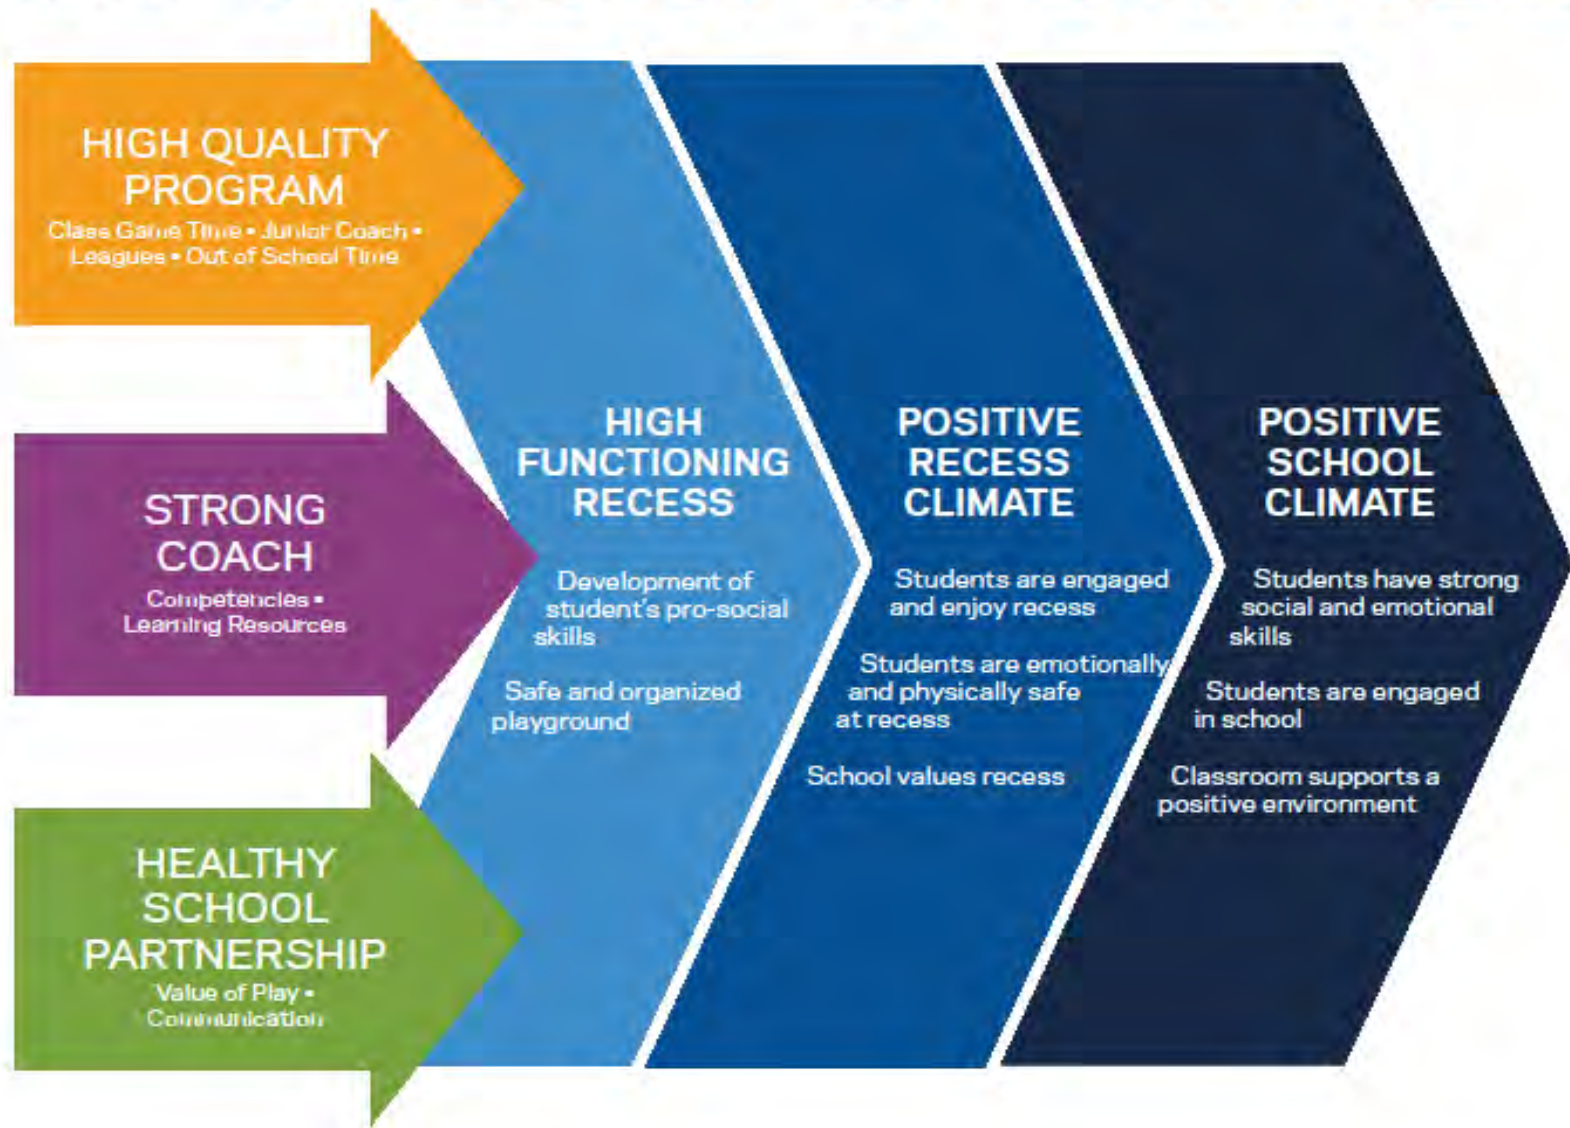 HIGH QUALITY
PROGRAM
Class Game Time • Junior Coach •
Leagues • Out of School Time
STRONG
COACH
Competencies •
Learning Resources
HEALTHY
SCHOOL
PARTNERSHIP
Value of Play •
Communication
HIGH
FUNCTIONING
RECESS
Development of
student's pro-social
skills
Safe and organized
playground
POSITIVE
RECESS
CLIMATE
Students are engaged
and enjoy recess
Students are emotionally
and physically safe
at recess
School values recess
POSITIVE
SCHOOL
CLIMATE
Students have strong
social and emotional
skills
Students are engaged
in school
Classroom supports a
positive environment